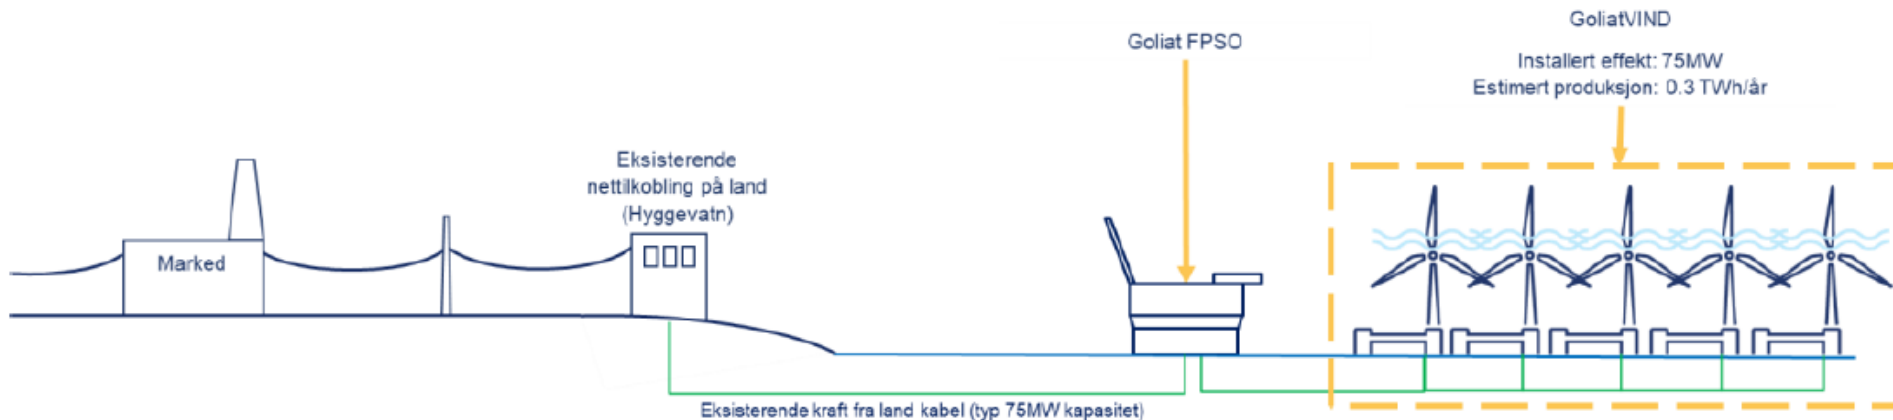 GoliatVIND
Installert effekt: 75MW
Estimert produksjon: 0.3 TWh/år
Goliat FPSO
Eksisterende
nettilkobling på land
(Hyggevatn)
Marked
Eksisterende kraft fra land kabel (typ 75MW kapasitet)